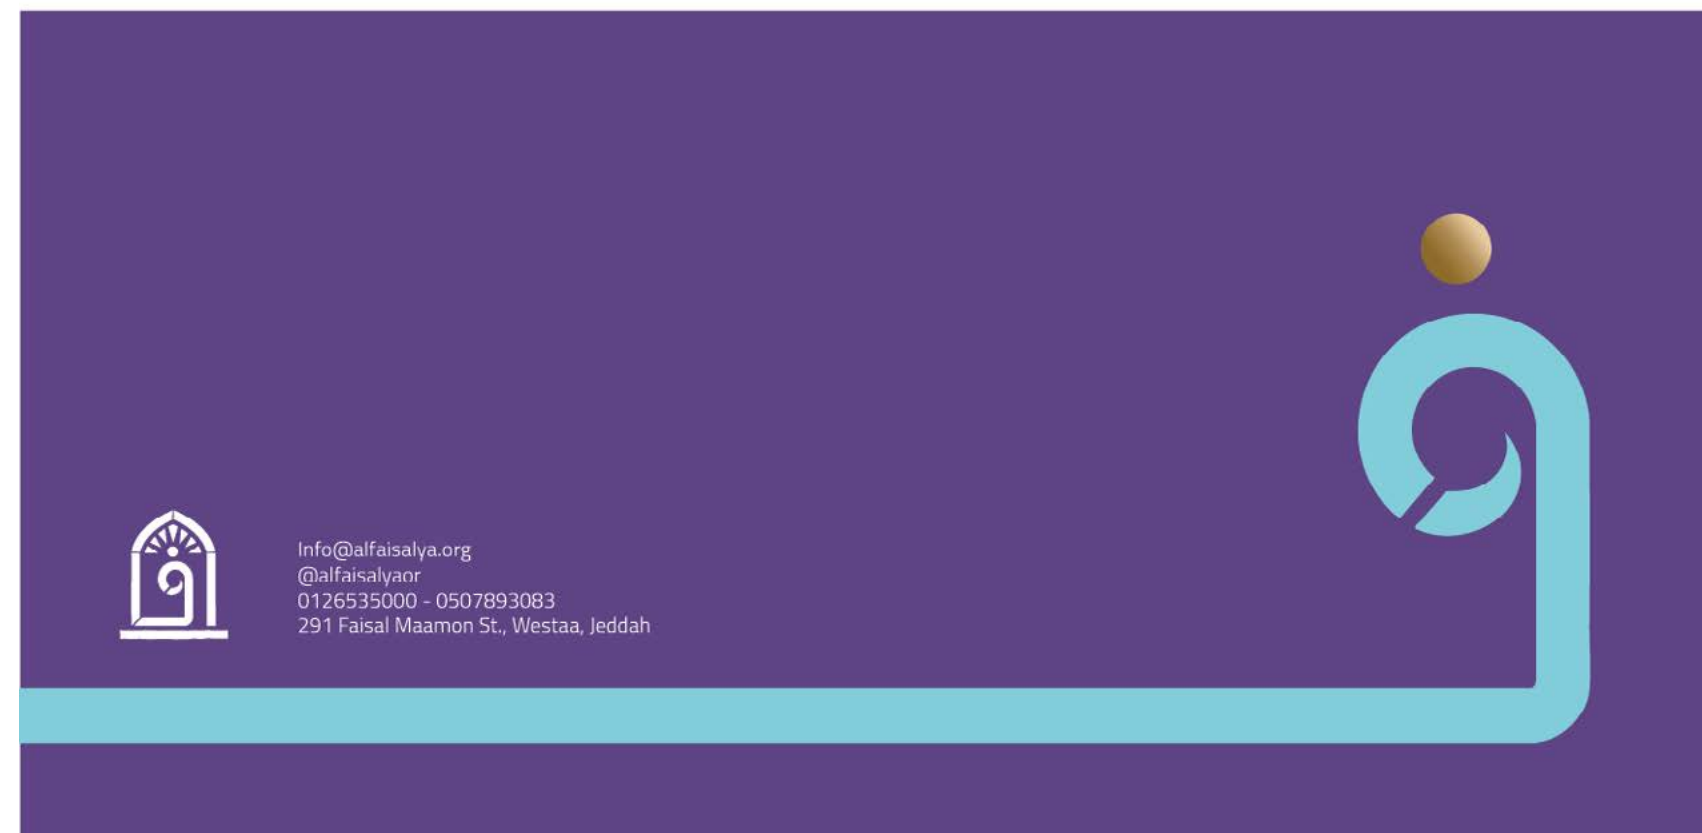 Info@alfaisalya.org
@alfaisalyaor
0126535000 - 0507893083
291 Faisal Maamon St., Westaa, Jeddah